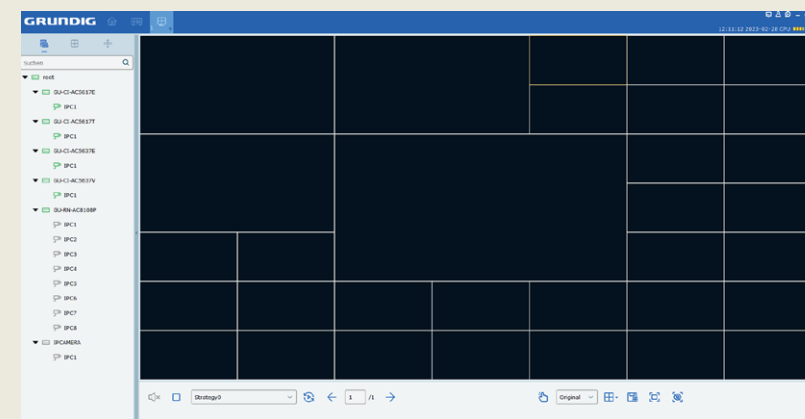 GRUNDIG
12:33:12 2023-02-28 CPU
suchen
root
GU-CI-AC5617E
IPC1
GU-CI-AC5617T
IPC1
GU-CI-AC5637E
IPC1
GU-CI-AC5637V
IPC1
GU-RN-AC8108P
IPC1
IPC2
IPC3
IPC4
IPC5
IPC6
IPC7
IPC8
IPCAMERA
IPC1
Strategy0
1 /1
Original